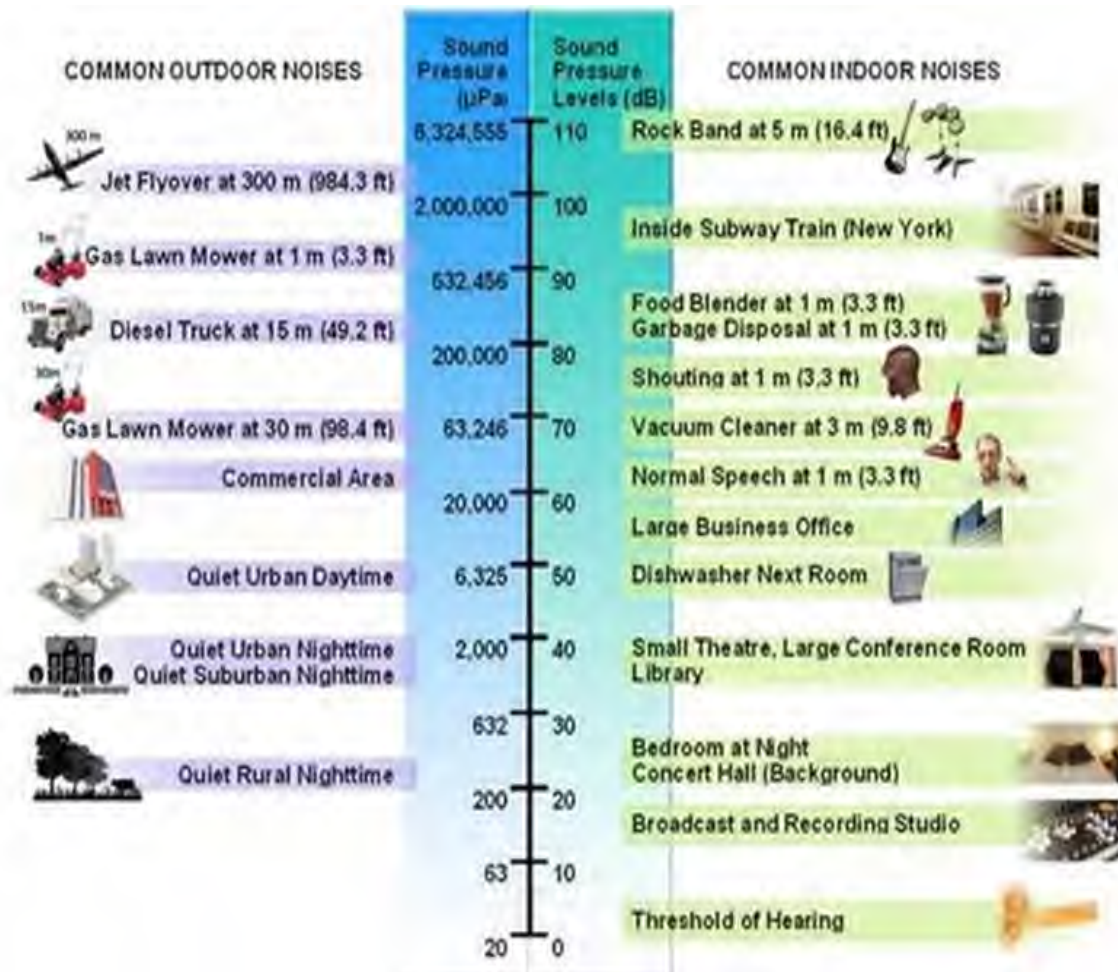 COMMON OUTDOOR NOISES
Sound
Pressure
(µPa)
Sound
Pressure
Levels (dB)
COMMON INDOOR NOISES
6,324,555
110
Rock Band at 5 m (16.4 ft)
300 m
Jet Flyover at 300 m (984.3 ft)
2,000,000
100
Inside Subway Train (New York)
1m
Gas Lawn Mower at 1 m (3.3 ft)
632,456
90
Food Blender at 1 m (3.3 ft)
Garbage Disposal at 1 m (3.3 ft)
15m
Diesel Truck at 15 m (49.2 ft)
200,000
80
Shouting at 1 m (3.3 ft)
30m
Gas Lawn Mower at 30 m (98.4 ft)
63,246
70
Vacuum Cleaner at 3 m (9.8 ft)
Commercial Area
Normal Speech at 1 m (3.3 ft)
20,000
60
Large Business Office
Quiet Urban Daytime
6,325
50
Dishwasher Next Room
Quiet Urban Nighttime
Quiet Suburban Nighttime
2,000
40
Small Theatre, Large Conference Room
Library
632
30
Bedroom at Night
Concert Hall (Background)
Quiet Rural Nighttime
200
20
Broadcast and Recording Studio
63
10
Threshold of Hearing
20
0